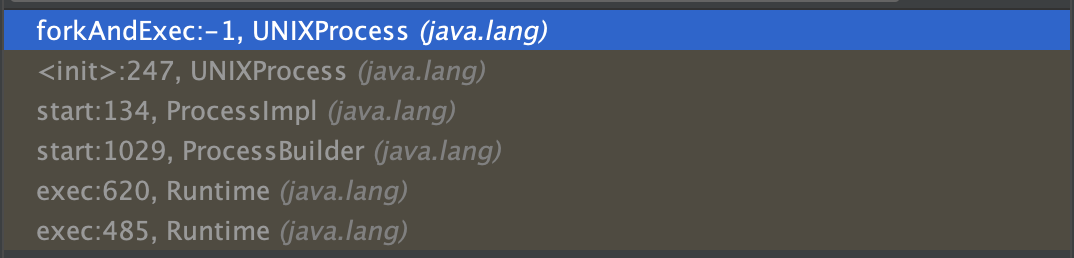 forkAndExec:-1, UNIXProcess (java.lang)
<init>:247, UNIXProcess (java.lang)
start:134, ProcessImpl (java.lang)
start:1029, ProcessBuilder (java.lang)
exec:620, Runtime (java.lang)
exec:485, Runtime (java.lang)